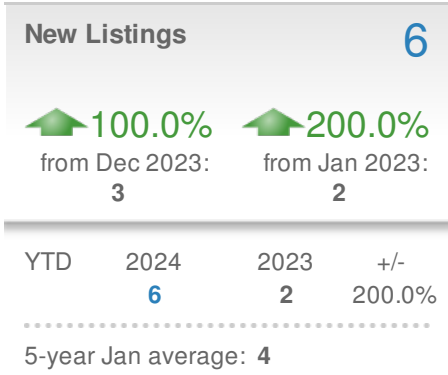 New Listings 6
100.0% 200.0%
from Dec 2023: from Jan 2023:
3 2
YTD 2024 2023 +/-
6 2 200.0%
5-year Jan average: 4